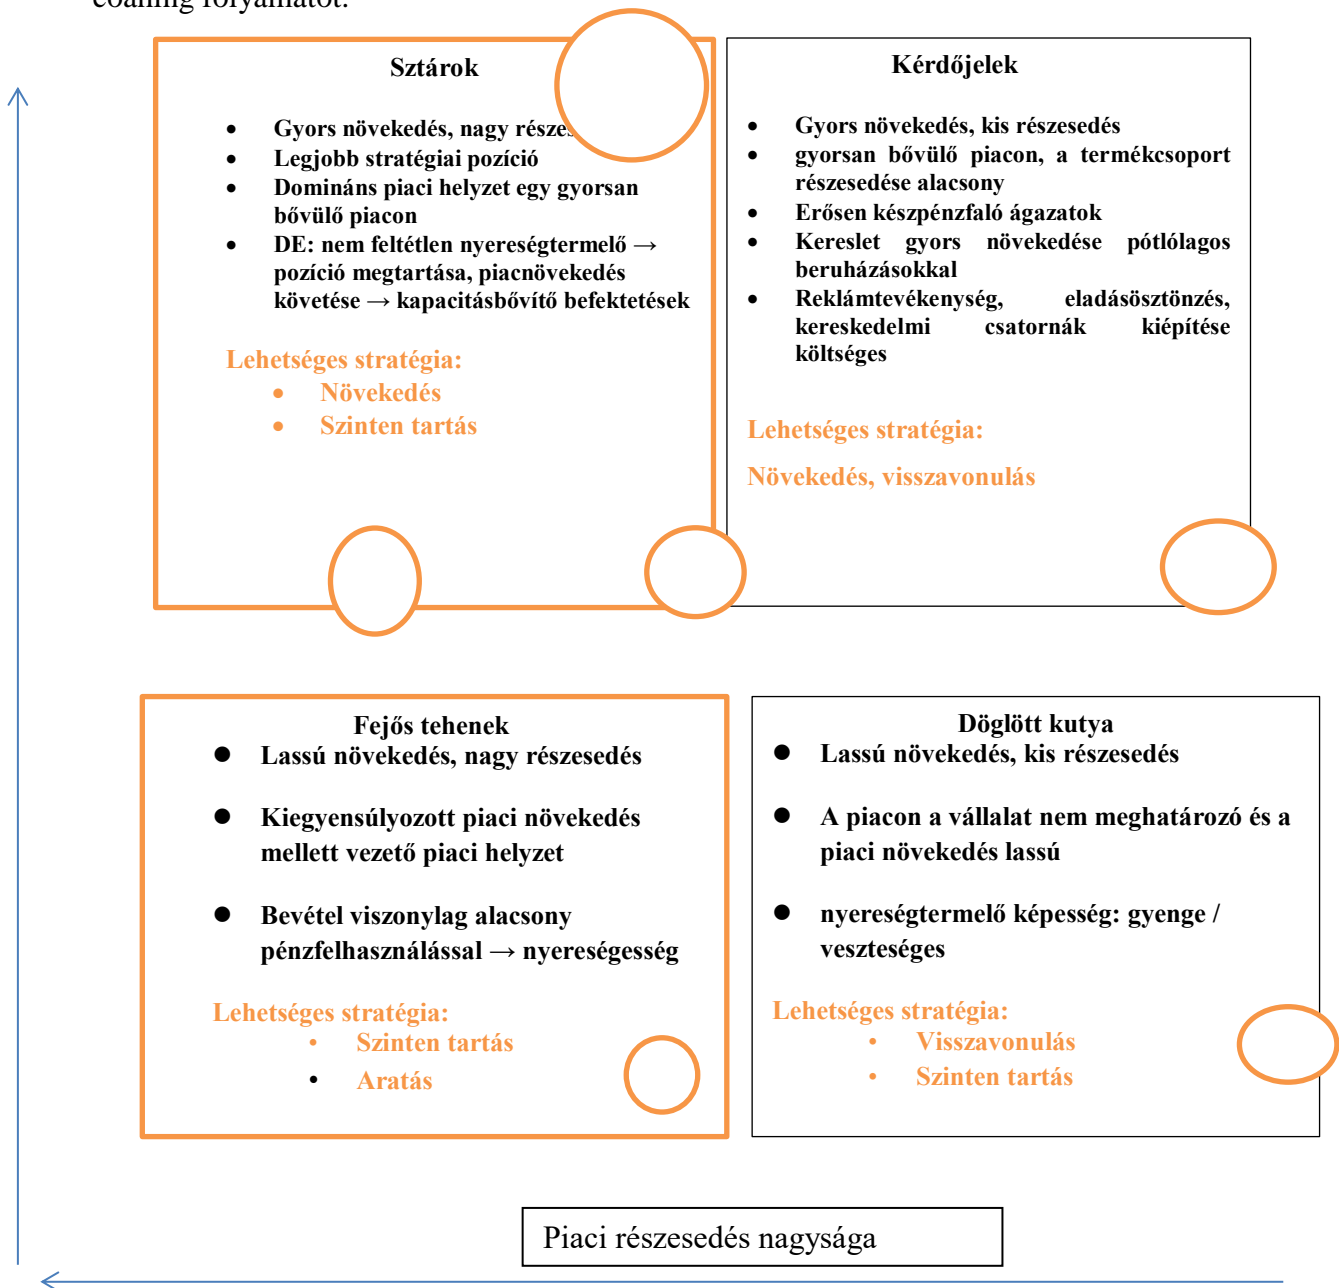 folyamatot.
Sztárok
• Gyors növekedés, nagy részes
• Legjobb stratégiai pozíció
• Domináns piaci helyzet egy gyorsan
bővülő piacon
• DE: nem feltétlen nyereségtermelő →
pozíció megtartása, piacnövekedés
követése → kapacitásbővítő befektetések
Lehetséges stratégia:
• Növekedés
• Szinten tartás
Kérdőjelek
• Gyors növekedés, kis részesedés
• gyorsan bővülő piacon, a termékcsoport
részesedése alacsony
• Erősen készpénzfaló ágazatok
• Kereslet gyors növekedése pótlólagos
beruházásokkal
• Reklámtevékenység, eladásösztönzés,
kereskedelmi csatornák kiépítése
költséges
Lehetséges stratégia:
Növekedés, visszavonulás
Fejős tehenek
● Lassú növekedés, nagy részesedés
● Kiegyensúlyozott piaci növekedés
mellett vezető piaci helyzet
● Bevétel viszonylag alacsony
pénzfelhasználással → nyereségesség
Lehetséges stratégia:
• Szinten tartás
• Aratás
Döglött kutya
● Lassú növekedés, kis részesedés
● A piacon a vállalat nem meghatározó és a
piaci növekedés lassú
● nyereségtermelő képesség: gyenge /
veszteséges
Lehetséges stratégia:
• Visszavonulás
• Szinten tartás
Piaci részesedés nagysága